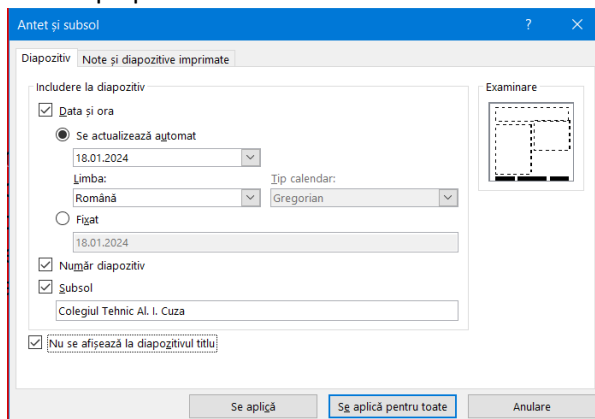 Antet și subsol ? ×
Diapozitiv Note și diapozitive imprimate
Includere la diapozitiv Examinare
Data și ora
Se actualizează automat
18.01.2024
Limba: Tip calendar:
Română Gregorian
Fixat
18.01.2024
Număr diapozitiv
Subsol
Colegiul Tehnic Al. I. Cuza
Nu se afișează la diapozitivul titlu
Se aplică Se aplică pentru toate Anulare